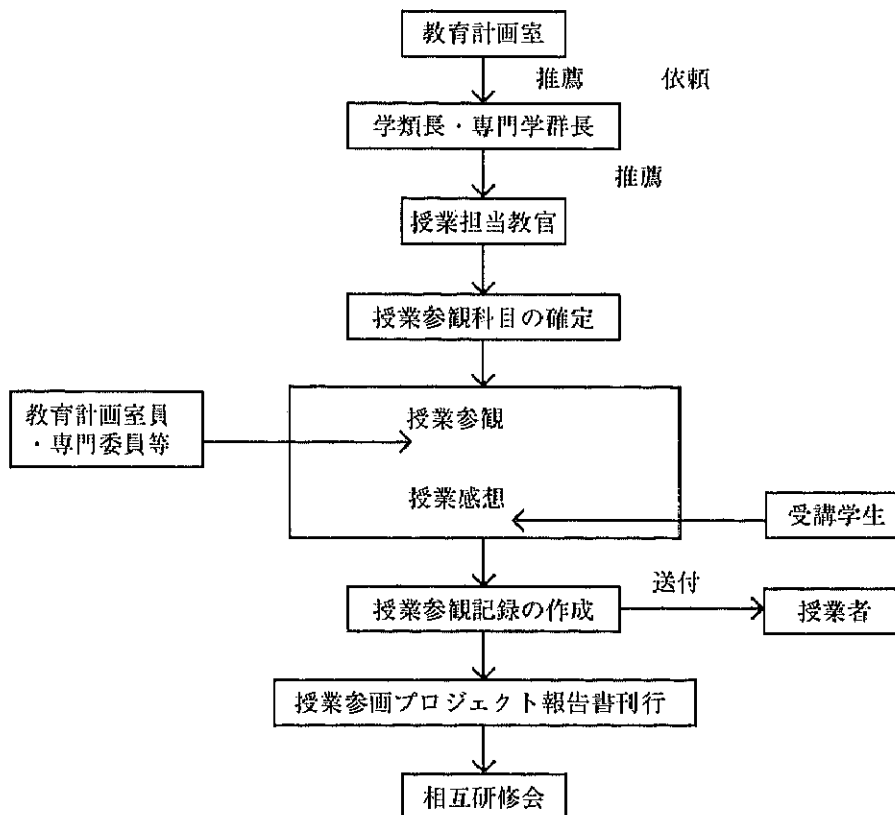 教育計画室
推薦 依頼
学類長・専門学群長
推薦
授業担当教官
授業参観科目の確定
教育計画室員
・専門委員等
授業参観
授業感想
受講学生
授業参観記録の作成
送付
授業者
授業参画プロジェクト報告書刊行
相互研修会